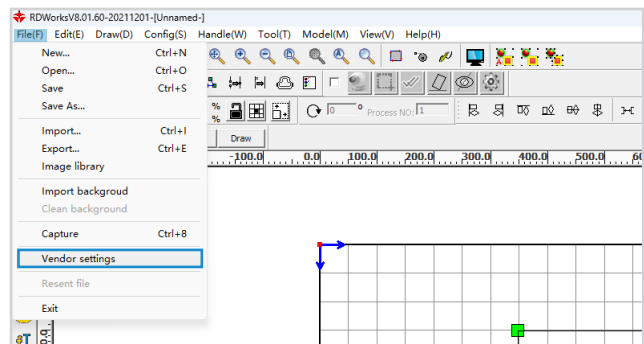 RDWorksV8.01.60-20211201-[Unnamed-]
File(F) Edit(E) Draw(D) Config(S) Handle(W) Tool(T) Model(M) View(V) Help(H)
New... Ctrl+N
Open... Ctrl+O
Save Ctrl+S
Save As...
% % 0 ° Process NO: 1
Import... Ctrl+I
Export... Ctrl+E
Draw
Image library
-100.0 0.0 100.0 200.0 300.0 400.0 500.0
Import backgroud
Clean background
Capture Ctrl+8
Vendor settings
Resent file
Exit